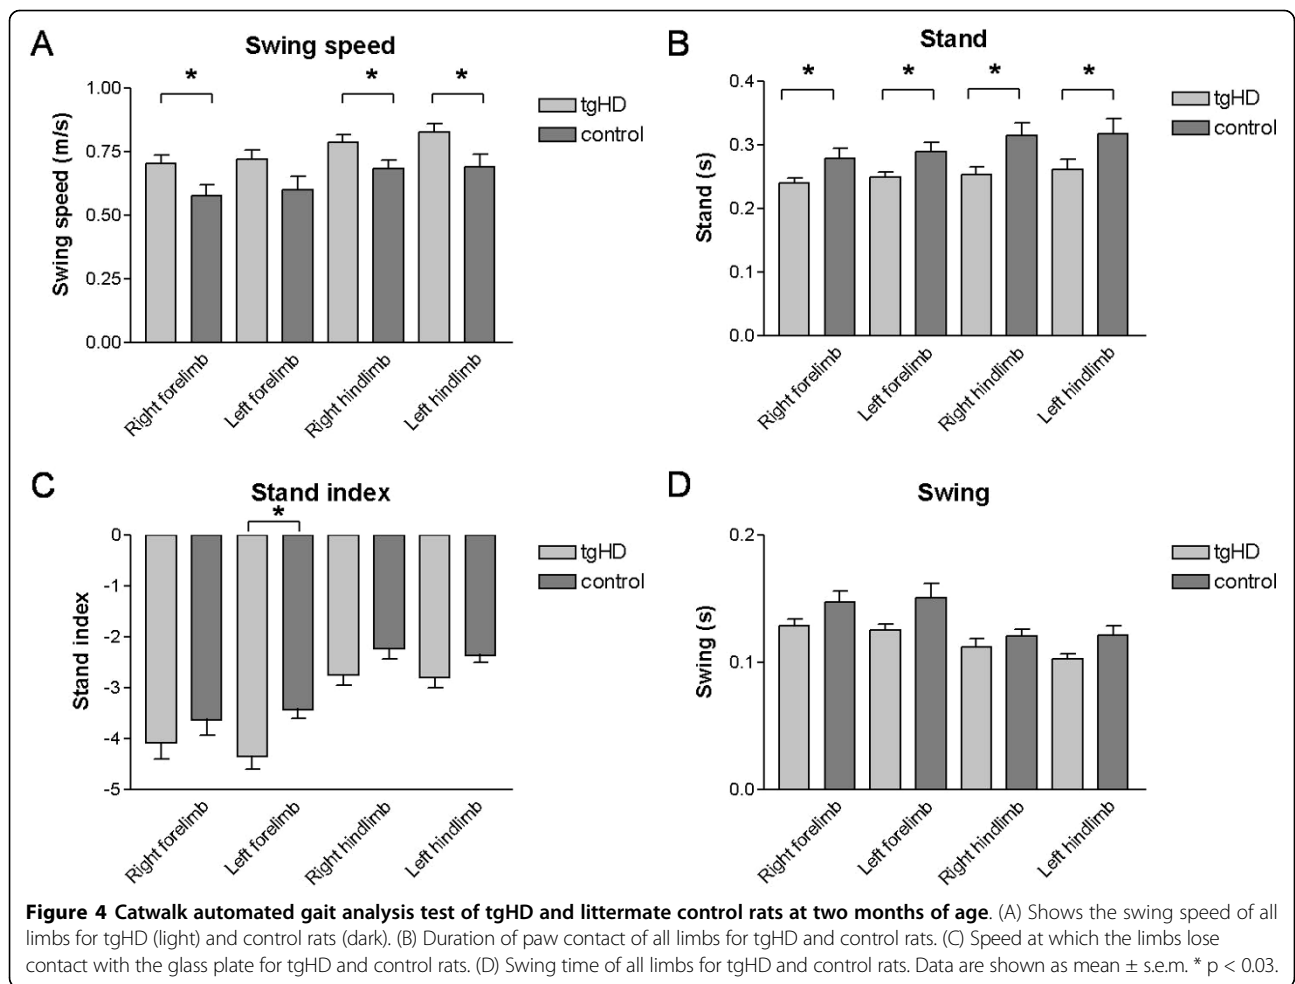 A
Swing speed
*
*
*
1.00
0.75
0.50
0.25
0.00
Swing speed (m/s)
tgHD
control
Right forelimb
Left forelimb
Right hindlimb
Left hindlimb
B
Stand
*
*
*
*
0.4
0.3
0.2
0.1
0.0
Stand (s)
tgHD
control
Right forelimb
Left forelimb
Right hindlimb
Left hindlimb
C
Stand index
*
0
-1
-2
-3
-4
-5
Stand index
tgHD
control
Right forelimb
Left forelimb
Right hindlimb
Left hindlimb
D
Swing
0.2
0.1
0.0
Swing (s)
tgHD
control
Right forelimb
Left forelimb
Right hindlimb
Left hindlimb
Figure 4 Catwalk automated gait analysis test of tgHD and littermate control rats at two months of age. (A) Shows the swing speed of all
limbs for tgHD (light) and control rats (dark). (B) Duration of paw contact of all limbs for tgHD and control rats. (C) Speed at which the limbs lose
contact with the glass plate for tgHD and control rats. (D) Swing time of all limbs for tgHD and control rats. Data are shown as mean ± s.e.m. * p < 0.03.